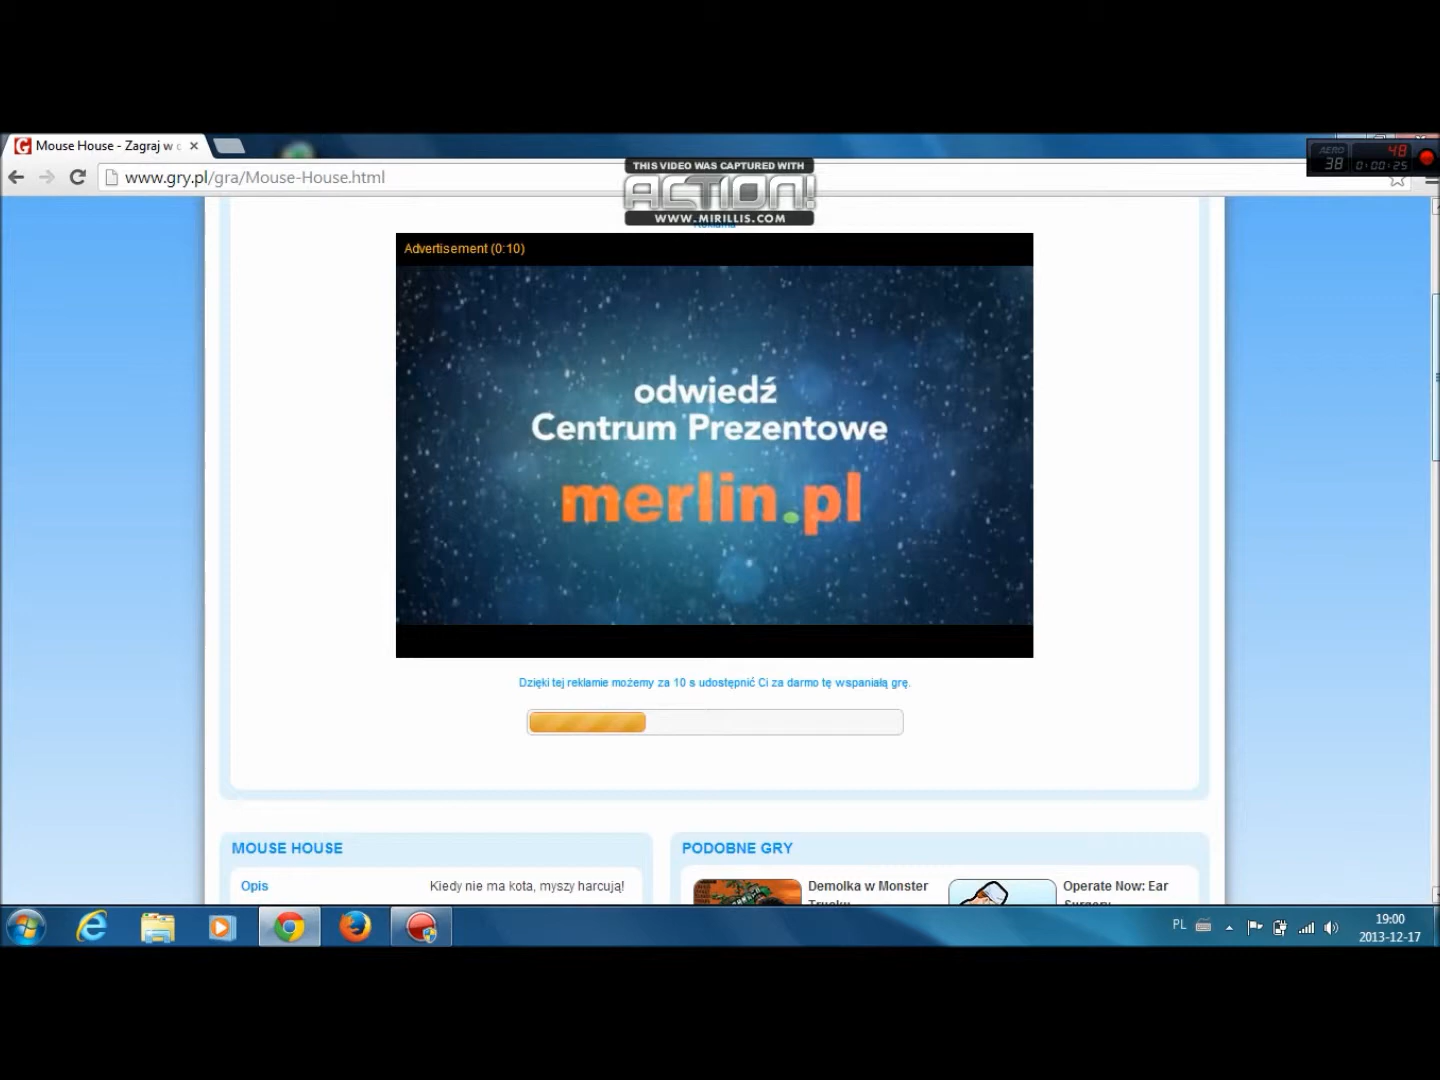 Mouse House - Zagraj w
www.gry.pl/gra/Mouse-House.html
THIS VIDEO WAS CAPTURED WITH
ACTION!
WWW.MIRILLIS.COM
AERO
38
48
0:00:25
Reklama
Advertisement (0:10)
odwiedź
Centrum Prezentowe
merlin.pl
Dzięki tej reklamie możemy za 10 s udostępnić Ci za darmo tę wspaniałą grę.
MOUSE HOUSE
Opis
Kiedy nie ma kota, myszy harcują!
PODOBNE GRY
Demolka w Monster
Trucku
Operate Now: Ear
Surgery
PL
19:00
2013-12-17